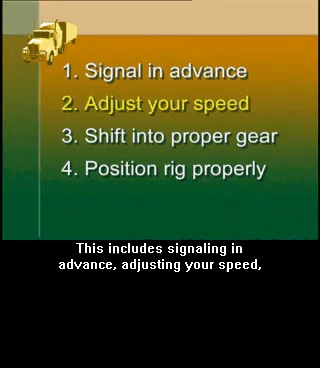 1. Signal in advance
2. Adjust your speed
3. Shift into proper gear
4. Position rig properly
This includes signaling in
advance, adjusting your speed,